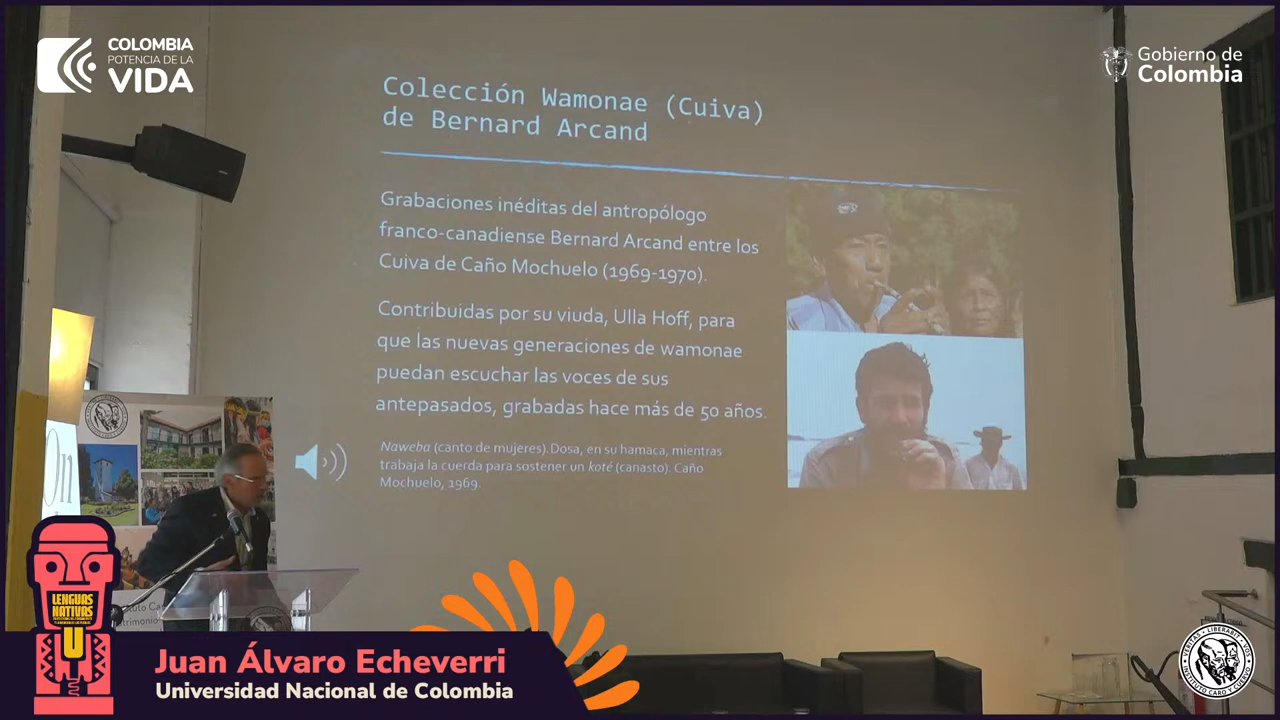 COLOMBIA
POTENCIA DE LA
VIDA
Gobierno de
Colombia
Colección Wamonae (Cuiva)
de Bernard Arcand
Grabaciones inéditas del antropólogo
franco-canadiense Bernard Arcand entre los
Cuiva de Caño Mochuelo (1969-1970).
Contribuidas por su viuda, Ulla Hoff, para
que las nuevas generaciones de wamonae
puedan escuchar las voces de sus
antepasados, grabadas hace más de 50 años.
Naweba (canto de mujeres). Dosa, en su hamaca, mientras
trabaja la cuerda para sostener un koté (canasto). Caño
Mochuelo, 1969.
LENGUAS
NATIVAS
Juan Álvaro Echeverri
Universidad Nacional de Colombia